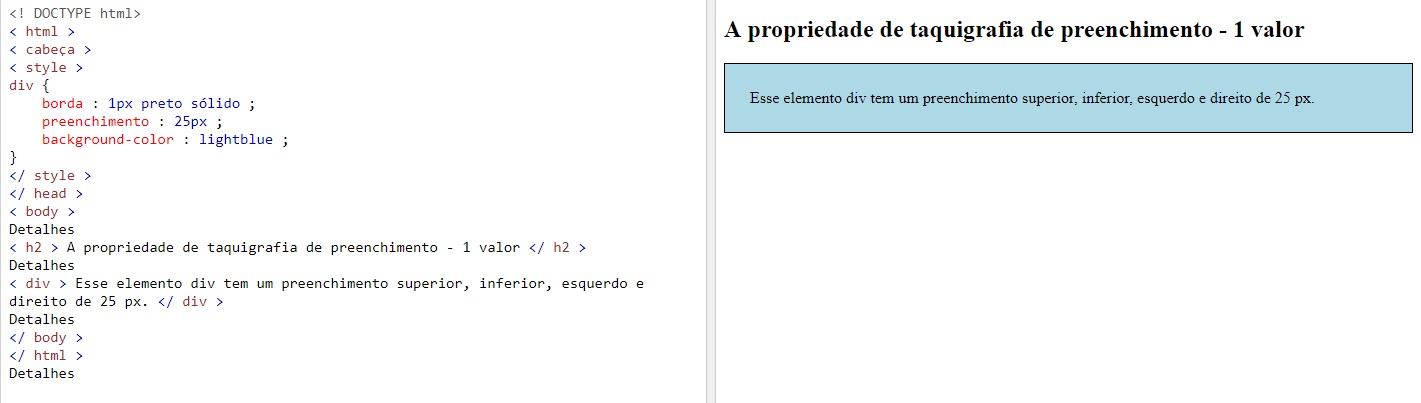 <! DOCTYPE html>
< html >
< cabeça >
< style >
div {
    borda : 1px preto sólido ;
    preenchimento : 25px ;
    background-color : lightblue ;
}
</ style >
</ head >
< body >
Detalhes
< h2 > A propriedade de taquigrafia de preenchimento - 1 valor </ h2 >
Detalhes
< div > Esse elemento div tem um preenchimento superior, inferior, esquerdo e
direito de 25 px. </ div >
Detalhes
</ body >
</ html >
Detalhes
A propriedade de taquigrafia de preenchimento - 1 valor
Esse elemento div tem um preenchimento superior, inferior, esquerdo e direito de 25 px.